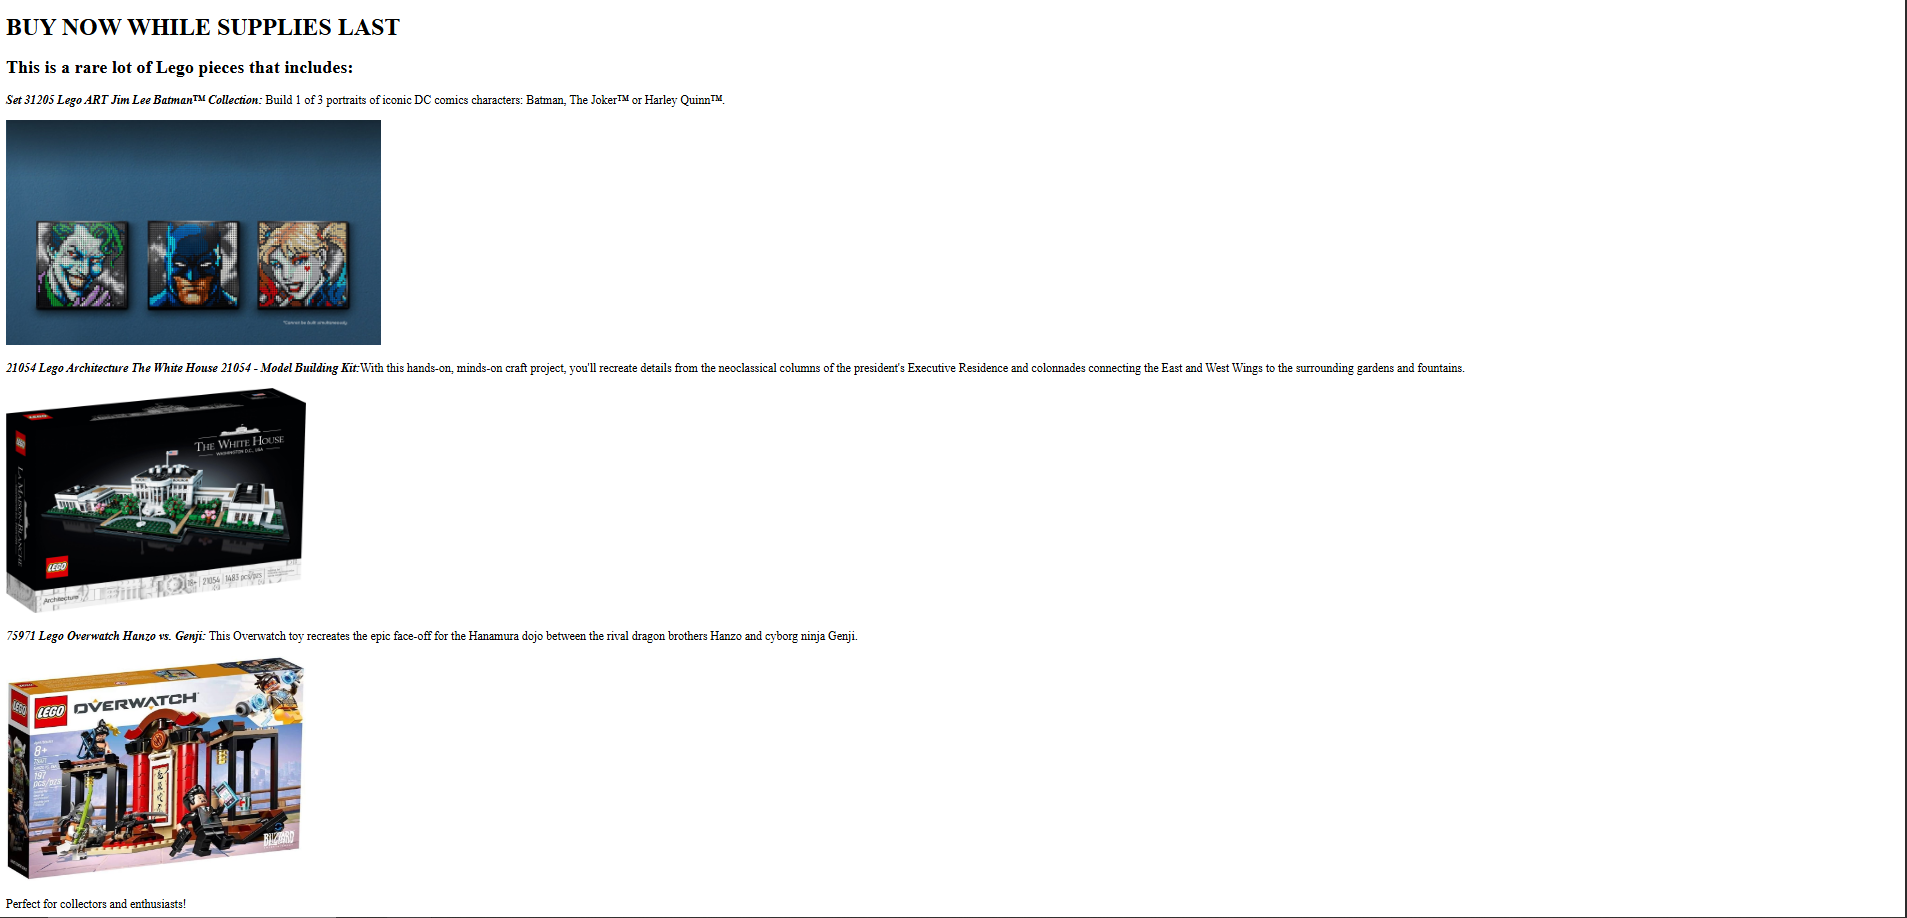 BUY NOW WHILE SUPPLIES LAST
This is a rare lot of Lego pieces that includes:
Set 31205 Lego ART Jim Lee Batman™ Collection: Build 1 of 3 portraits of iconic DC comics characters: Batman, The Joker™ or Harley Quinn™.
*Cannot be built simultaneously.
21054 Lego Architecture The White House 21054 - Model Building Kit:With this hands-on, minds-on craft project, you'll recreate details from the neoclassical columns of the president's Executive Residence and colonnades connecting the East and West Wings to the surrounding gardens and fountains.
LEGO
LEGO
THE WHITE HOUSE
WASHINGTON D.C., USA
LA MAISON BLANCHE
LEGO
18+ 21054 1483 pcs/pzs
Architecture
75971 Lego Overwatch Hanzo vs. Genji: This Overwatch toy recreates the epic face-off for the Hanamura dojo between the rival dragon brothers Hanzo and cyborg ninja Genji.
LEGO
LEGO
OVERWATCH
8+
75971
197
pcs/pzs
BLIZZARD
Perfect for collectors and enthusiasts!